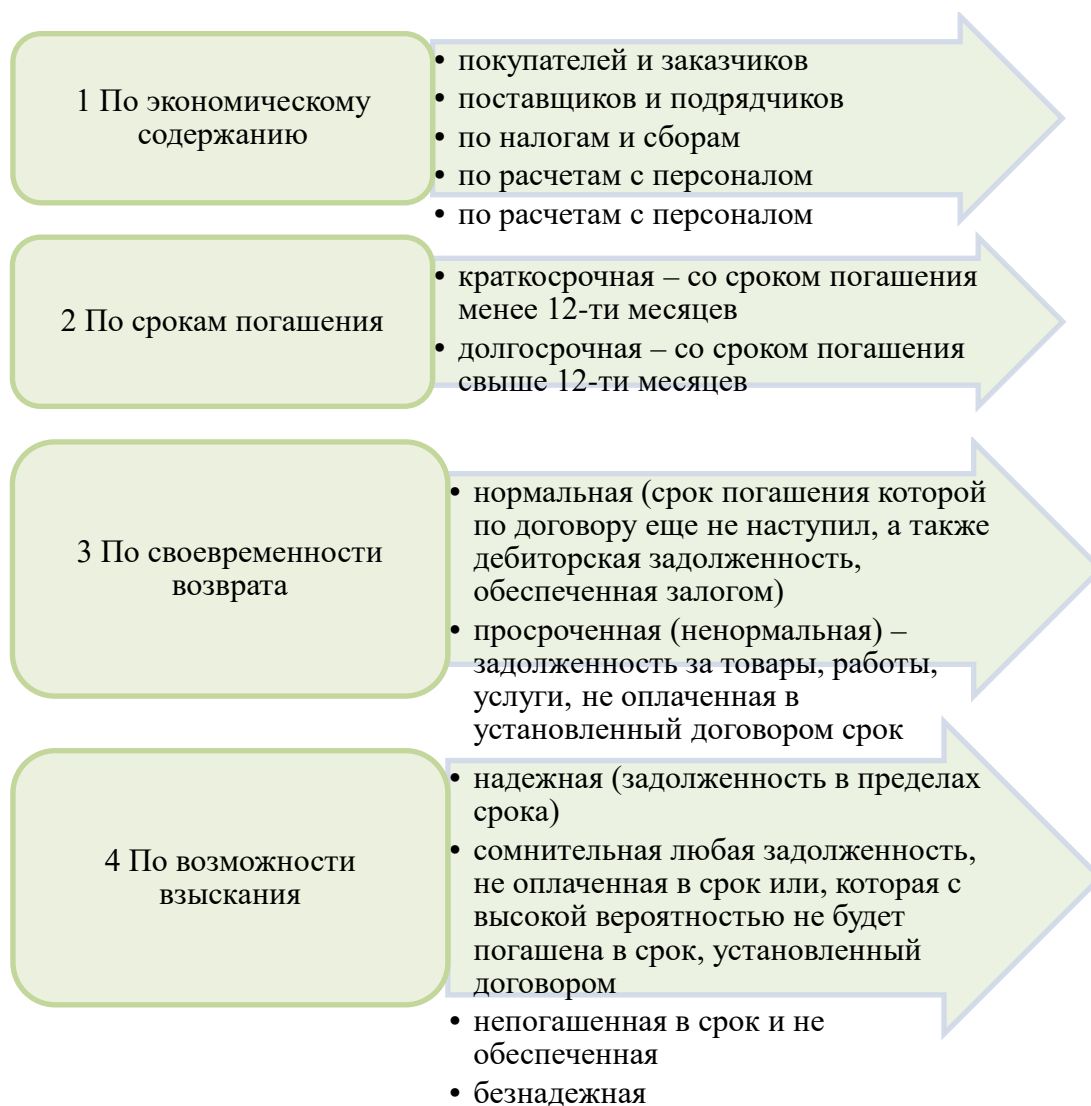 1 По экономическому
содержанию
• покупателей и заказчиков
• поставщиков и подрядчиков
• по налогам и сборам
• по расчетам с персоналом
• по расчетам с персоналом
2 По срокам погашения
• краткосрочная – со сроком погашения
менее 12-ти месяцев
• долгосрочная – со сроком погашения
свыше 12-ти месяцев
3 По своевременности
возврата
• нормальная (срок погашения которой
по договору еще не наступил, а также
дебиторская задолженность,
обеспеченная залогом)
• просроченная (ненормальная) –
задолженность за товары, работы,
услуги, не оплаченная в
установленный договором срок
4 По возможности
взыскания
• надежная (задолженность в пределах
срока)
• сомнительная любая задолженность,
не оплаченная в срок или, которая с
высокой вероятностью не будет
погашена в срок, установленный
договором
• непогашенная в срок и не
обеспеченная
• безнадежная